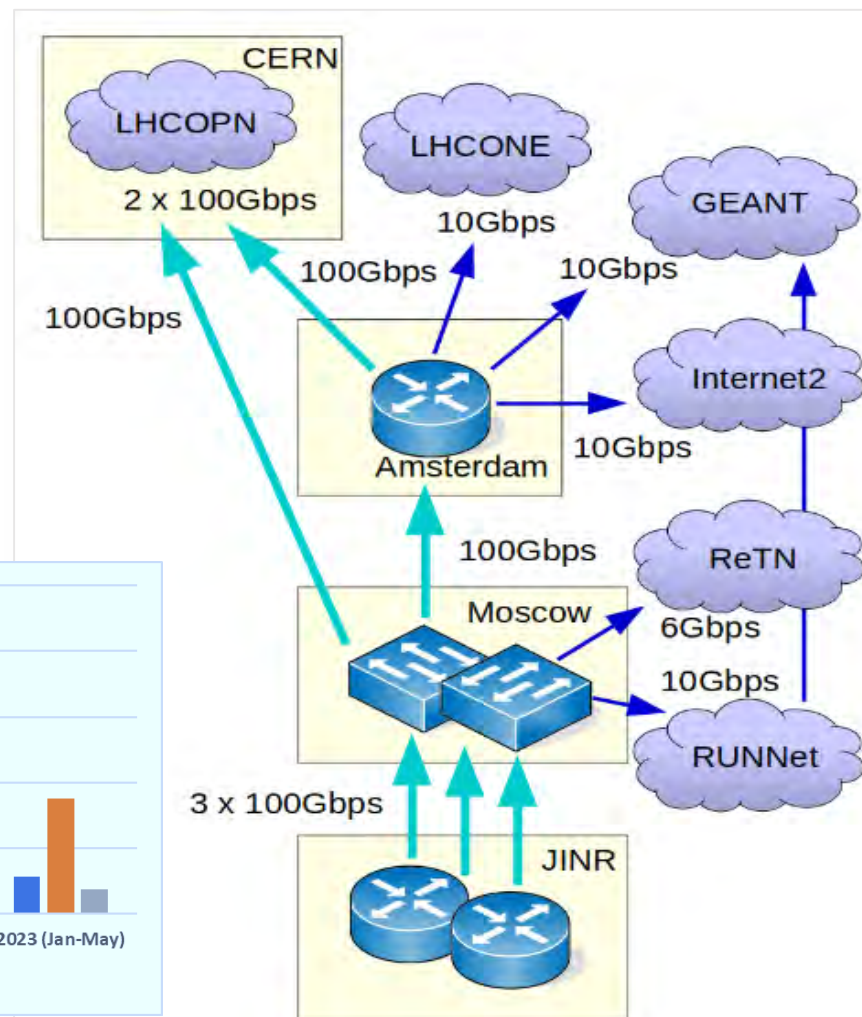 CERN
LHCOPN
LHCONE
2 x 100Gbps
GEANT
10Gbps
100Gbps
10Gbps
100Gbps
Internet2
Amsterdam
10Gbps
100Gbps
ReTN
Moscow
6Gbps
10Gbps
RUNNet
3 x 100Gbps
JINR
2023 (Jan-May)